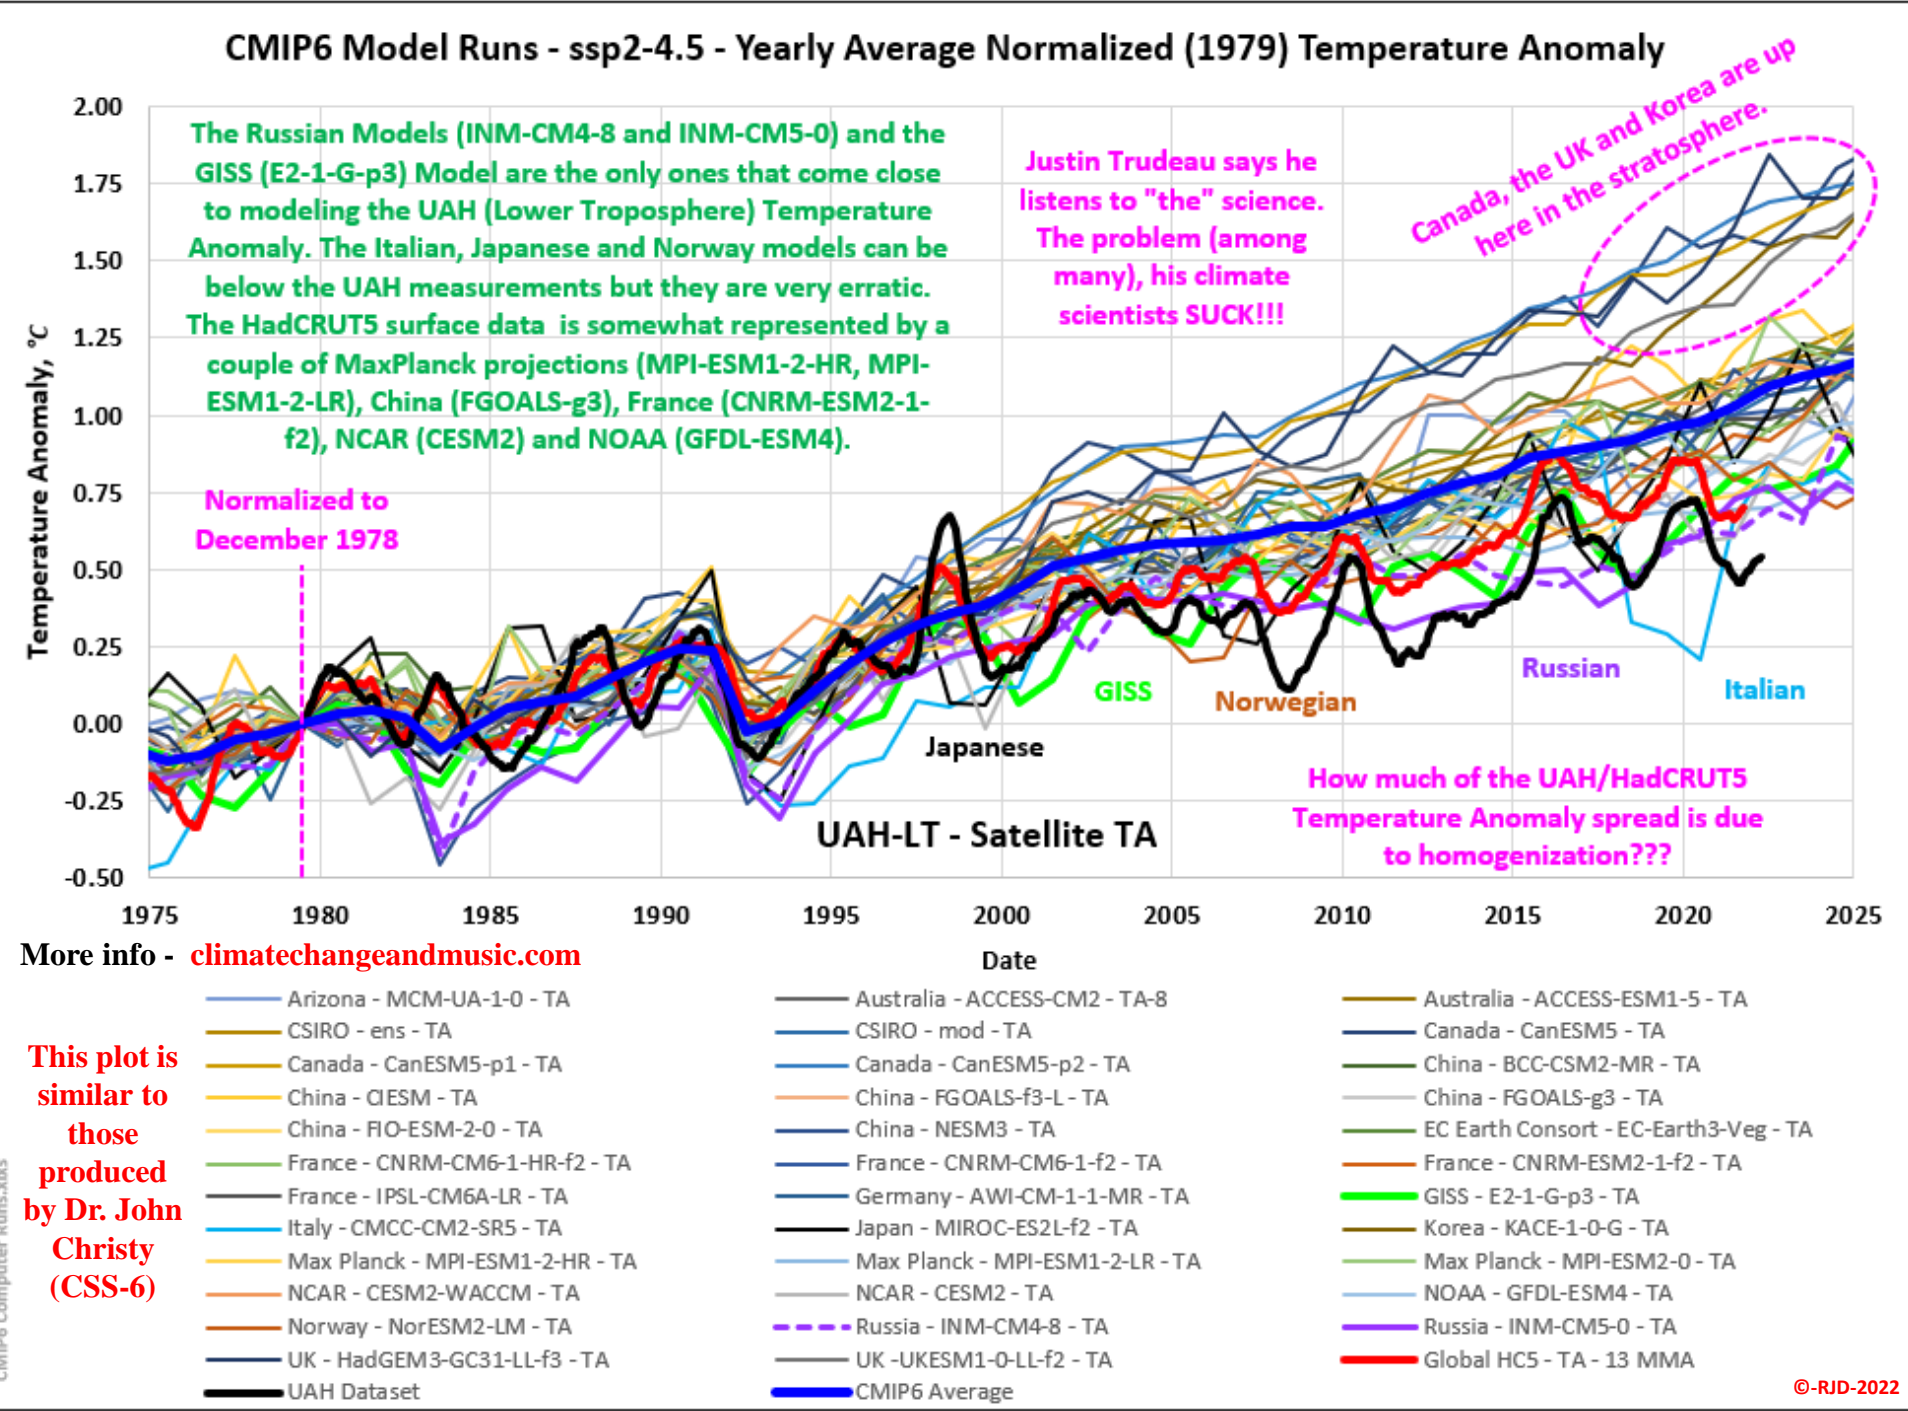 CMIP6 Model Runs - ssp2-4.5 - Yearly Average Normalized (1979) Temperature Anomaly
Canada, the UK and Korea are up
here in the stratosphere.
The Russian Models (INM-CM4-8 and INM-CM5-0) and the
GISS (E2-1-G-p3) Model are the only ones that come close
to modeling the UAH (Lower Troposphere) Temperature
Anomaly. The Italian, Japanese and Norway models can be
below the UAH measurements but they are very erratic.
The HadCRUT5 surface data is somewhat represented by a
couple of MaxPlanck projections (MPI-ESM1-2-HR, MPI-
ESM1-2-LR), China (FGOALS-g3), France (CNRM-ESM2-1-
f2), NCAR (CESM2) and NOAA (GFDL-ESM4).
Justin Trudeau says he
listens to "the" science.
The problem (among
many), his climate
scientists SUCK!!!
Normalized to
December 1978
Temperature Anomaly, °C
2.00
1.75
1.50
1.25
1.00
0.75
0.50
0.25
0.00
-0.25
-0.50
GISS
Norwegian
Russian
Italian
Japanese
UAH-LT - Satellite TA
How much of the UAH/HadCRUT5
Temperature Anomaly spread is due
to homogenization???
1975 1980 1985 1990 1995 2000 2005 2010 2015 2020 2025
Date
More info - climatechangeandmusic.com
This plot is
similar to
those
produced
by Dr. John
Christy
(CSS-6)
CMIP6 Computer Runs.xlxs
Arizona - MCM-UA-1-0 - TA
Australia - ACCESS-CM2 - TA-8
Australia - ACCESS-ESM1-5 - TA
CSIRO - ens - TA
CSIRO - mod - TA
Canada - CanESM5 - TA
Canada - CanESM5-p1 - TA
Canada - CanESM5-p2 - TA
China - BCC-CSM2-MR - TA
China - CIESM - TA
China - FGOALS-f3-L - TA
China - FGOALS-g3 - TA
China - FIO-ESM-2-0 - TA
China - NESM3 - TA
EC Earth Consort - EC-Earth3-Veg - TA
France - CNRM-CM6-1-HR-f2 - TA
France - CNRM-CM6-1-f2 - TA
France - CNRM-ESM2-1-f2 - TA
France - IPSL-CM6A-LR - TA
Germany - AWI-CM-1-1-MR - TA
GISS - E2-1-G-p3 - TA
Italy - CMCC-CM2-SR5 - TA
Japan - MIROC-ES2L-f2 - TA
Korea - KACE-1-0-G - TA
Max Planck - MPI-ESM1-2-HR - TA
Max Planck - MPI-ESM1-2-LR - TA
Max Planck - MPI-ESM2-0 - TA
NCAR - CESM2-WACCM - TA
NCAR - CESM2 - TA
NOAA - GFDL-ESM4 - TA
Norway - NorESM2-LM - TA
Russia - INM-CM4-8 - TA
Russia - INM-CM5-0 - TA
UK - HadGEM3-GC31-LL-f3 - TA
UK -UKESM1-0-LL-f2 - TA
Global HC5 - TA - 13 MMA
UAH Dataset
CMIP6 Average
©-RJD-2022